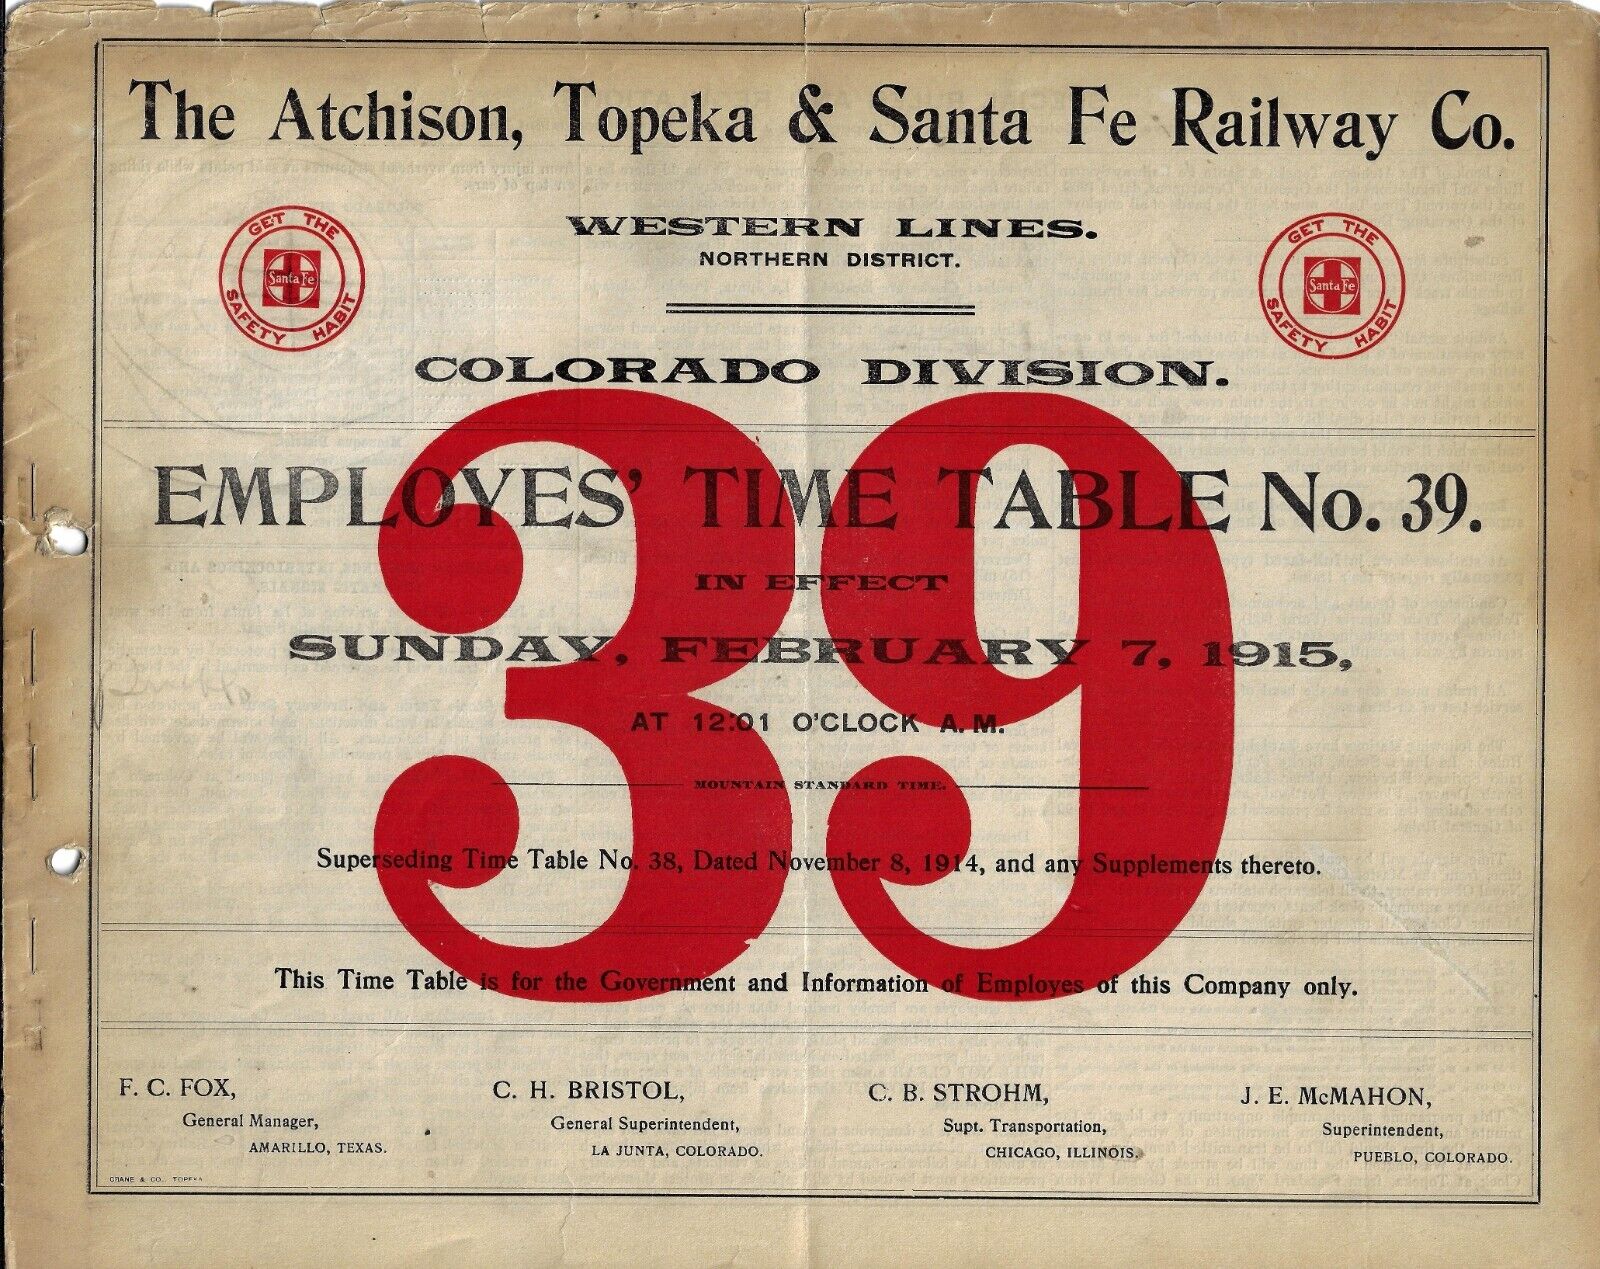 The Atchison, Topeka & Santa Fe Railway Co.
WESTERN LINES.
NORTHERN DISTRICT.
GET THE
Santa Fe
SAFETY HABIT
GET THE
Santa Fe
SAFETY HABIT
COLORADO DIVISION.
39
EMPLOYES' TIME TABLE No. 39.
IN EFFECT
SUNDAY, FEBRUARY 7, 1915,
AT 12:01 O'CLOCK A. M.
MOUNTAIN STANDARD TIME.
Superseding Time Table No. 38, Dated November 8, 1914, and any Supplements thereto.
This Time Table is for the Government and Information of Employes of this Company only.
F. C. FOX,
General Manager,
AMARILLO, TEXAS.
C. H. BRISTOL,
General Superintendent,
LA JUNTA, COLORADO.
C. B. STROHM,
Supt. Transportation,
CHICAGO, ILLINOIS.
J. E. McMAHON,
Superintendent,
PUEBLO, COLORADO.
CRANE & CO., TOPEKA